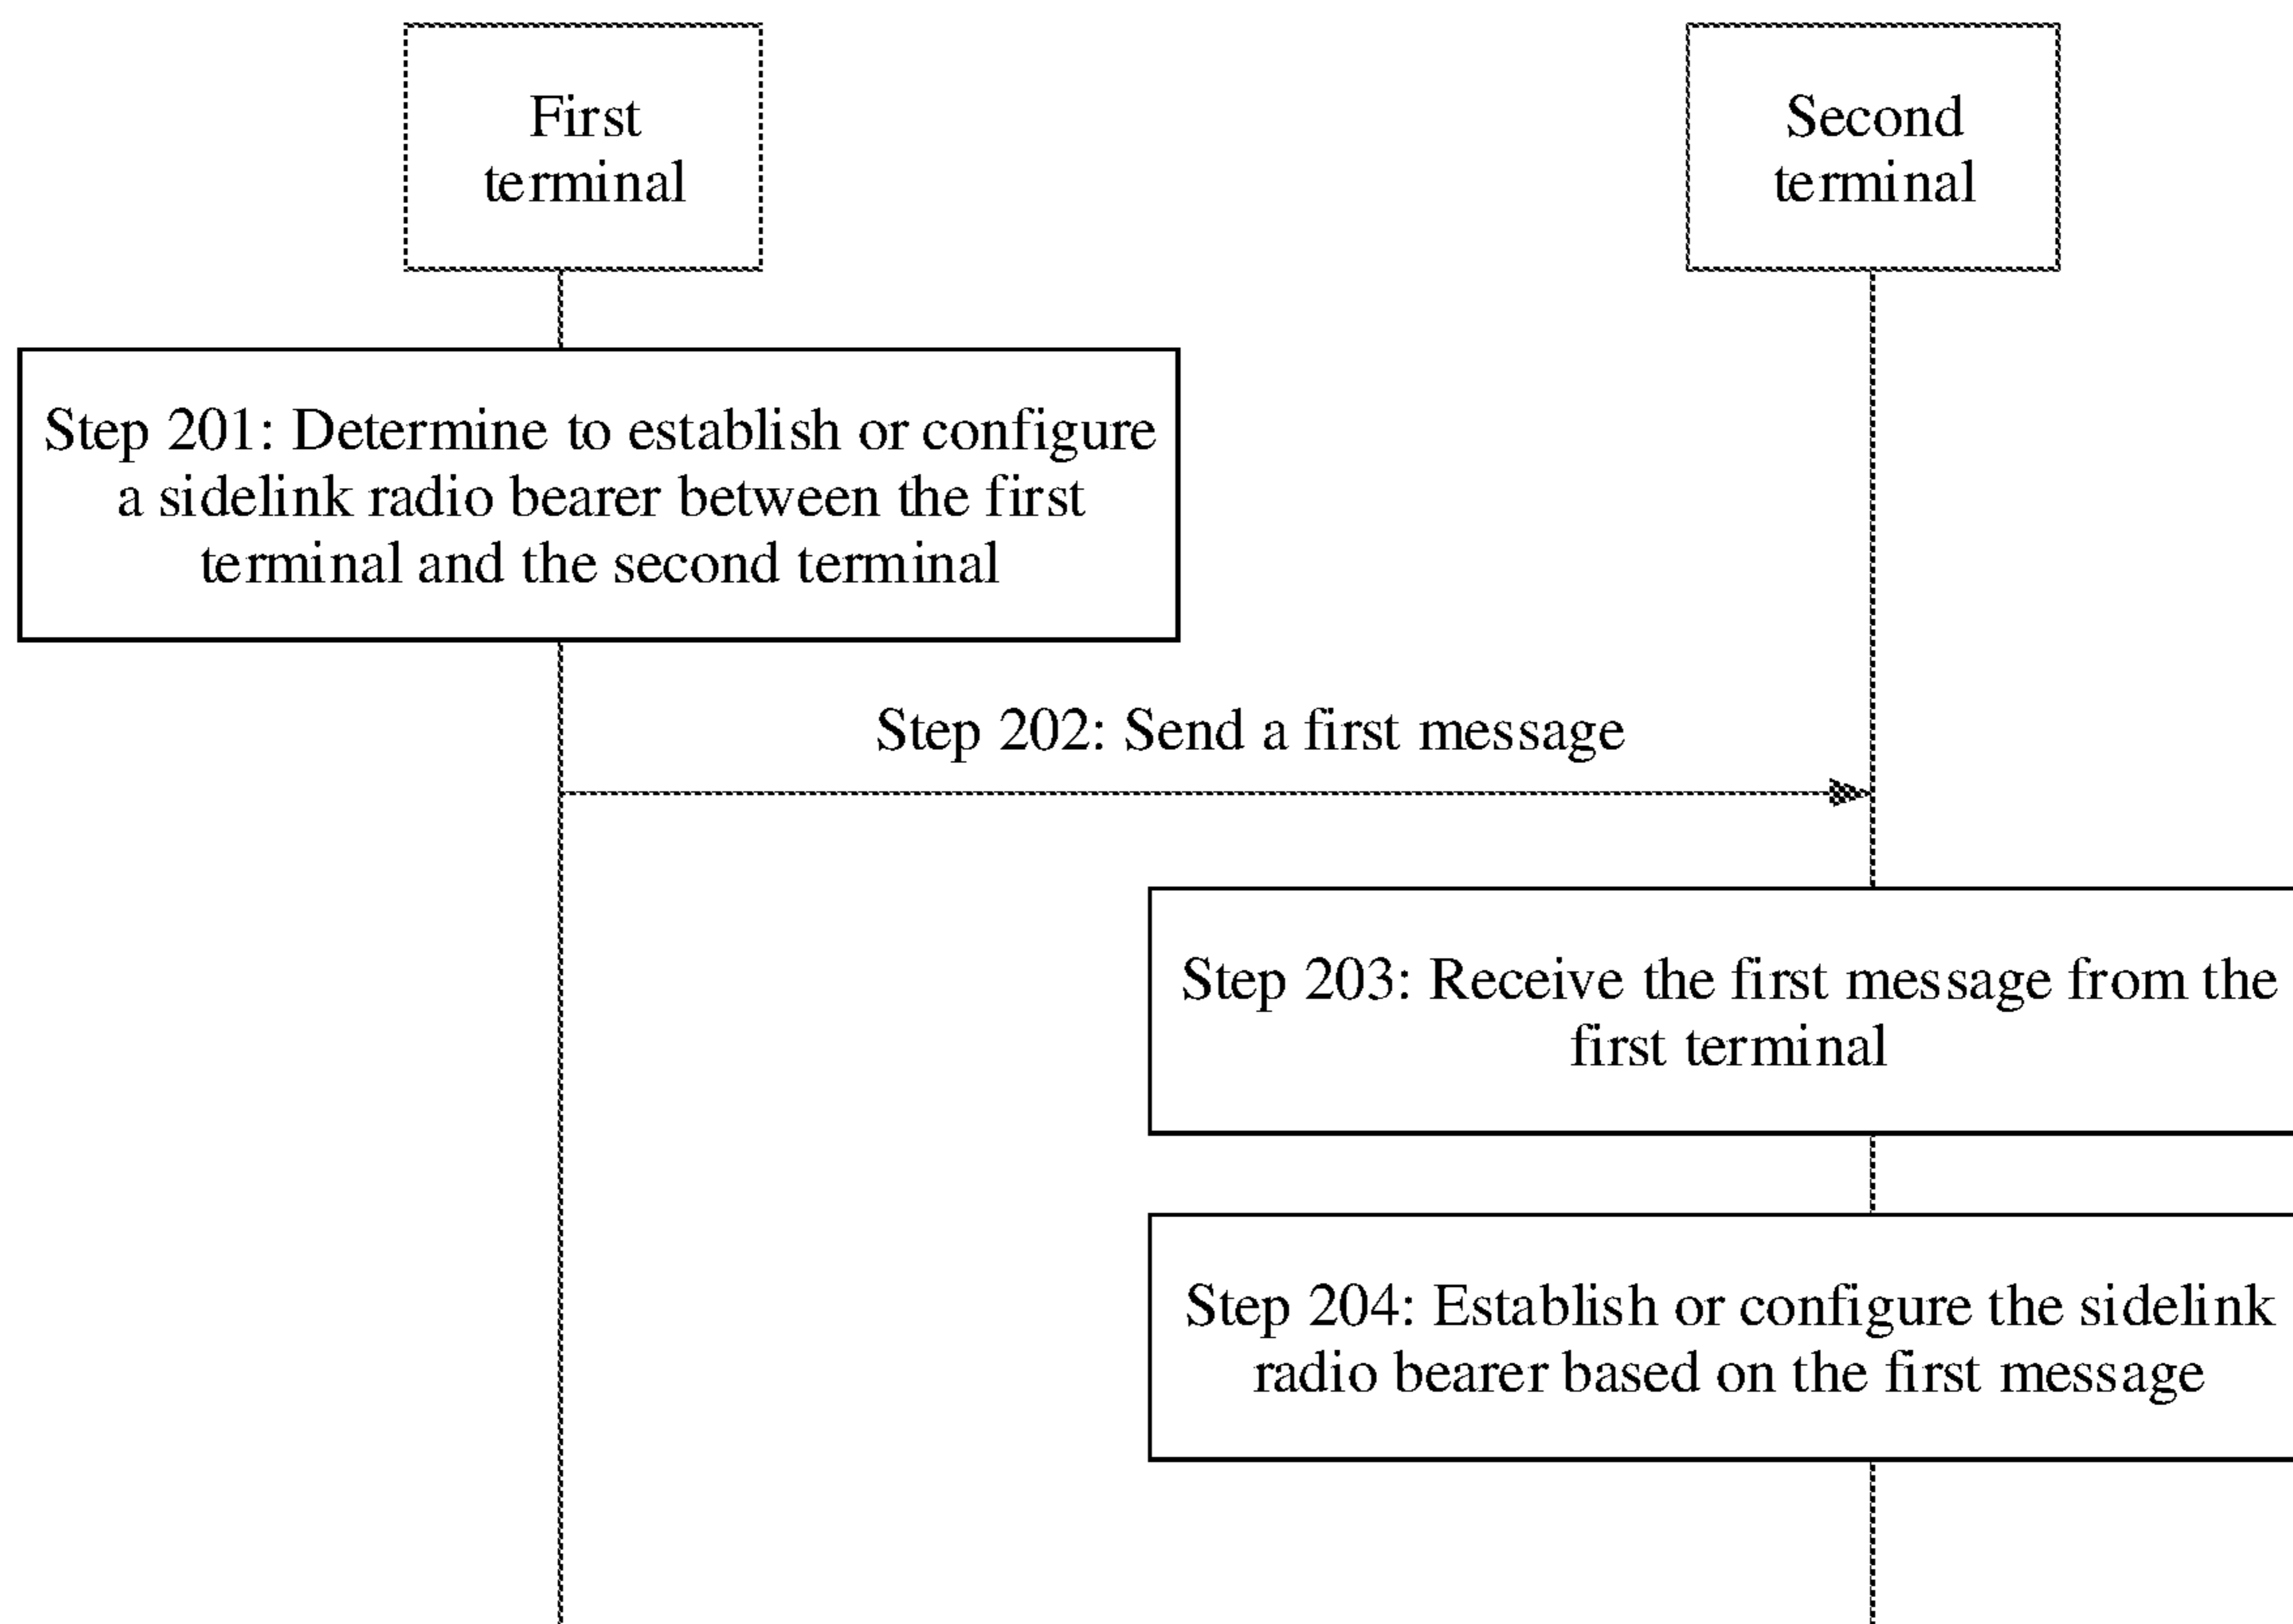 First
terminal
Second
terminal
Step 201: Determine to establish or configure
a sidelink radio bearer between the first
terminal and the second terminal
Step 202: Send a first message
Step 203: Receive the first message from the
first terminal
Step 204: Establish or configure the sidelink
radio bearer based on the first message